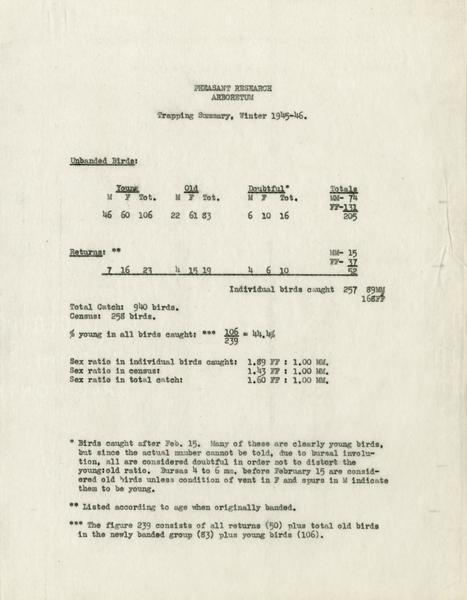 PHEASANT RESEARCH
ARBORETUM
Trapping Summary, Winter 1945-46.
Unbanded Birds:
Young Old Doubtful* Totals
M F Tot. M F Tot. M F Tot. MM- 74
FF-131
46 60 106 22 61 83 6 10 16 205
Returns: ** MM- 15
FF- 37
7 16 23 4 15 19 4 6 10 52
Individual birds caught 257 89MM
168FF
Total Catch: 940 birds.
Census: 258 birds.
% young in all birds caught: *** 106 = 44.4%
239
Sex ratio in individual birds caught: 1.89 FF : 1.00 MM.
Sex ratio in census: 1.43 FF : 1.00 MM.
Sex ratio in total catch: 1.60 FF : 1.00 MM.
* Birds caught after Feb. 15. Many of these are clearly young birds,
but since the actual number cannot be told, due to bursal involu-
tion, all are considered doubtful in order not to distort the
young:old ratio. Bursas 4 to 6 mm. before February 15 are consid-
ered old birds unless condition of vent in F and spurs in M indicate
them to be young.
** Listed according to age when originally banded.
*** The figure 239 consists of all returns (50) plus total old birds
in the newly banded group (83) plus young birds (106).